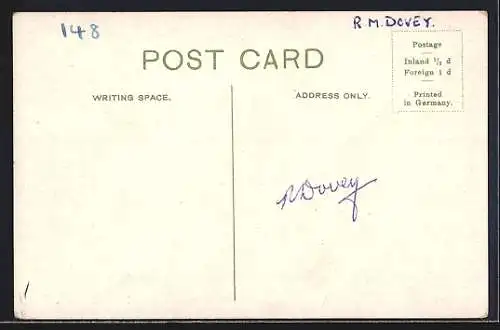 148
R. M. DOVEY.
POST CARD
Postage
Inland ½ d
Foreign 1 d
Printed
in Germany.
WRITING SPACE.
ADDRESS ONLY.
R Dovey